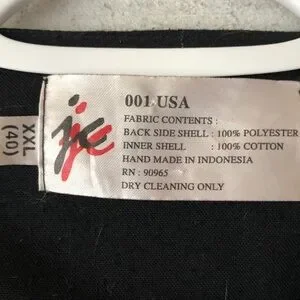 001 USA
FABRIC CONTENTS :
BACK SIDE SHELL : 100% POLYESTER
INNER SHELL : 100% COTTON
HAND MADE IN INDONESIA
RN : 90965
DRY CLEANING ONLY
XXL
(40)